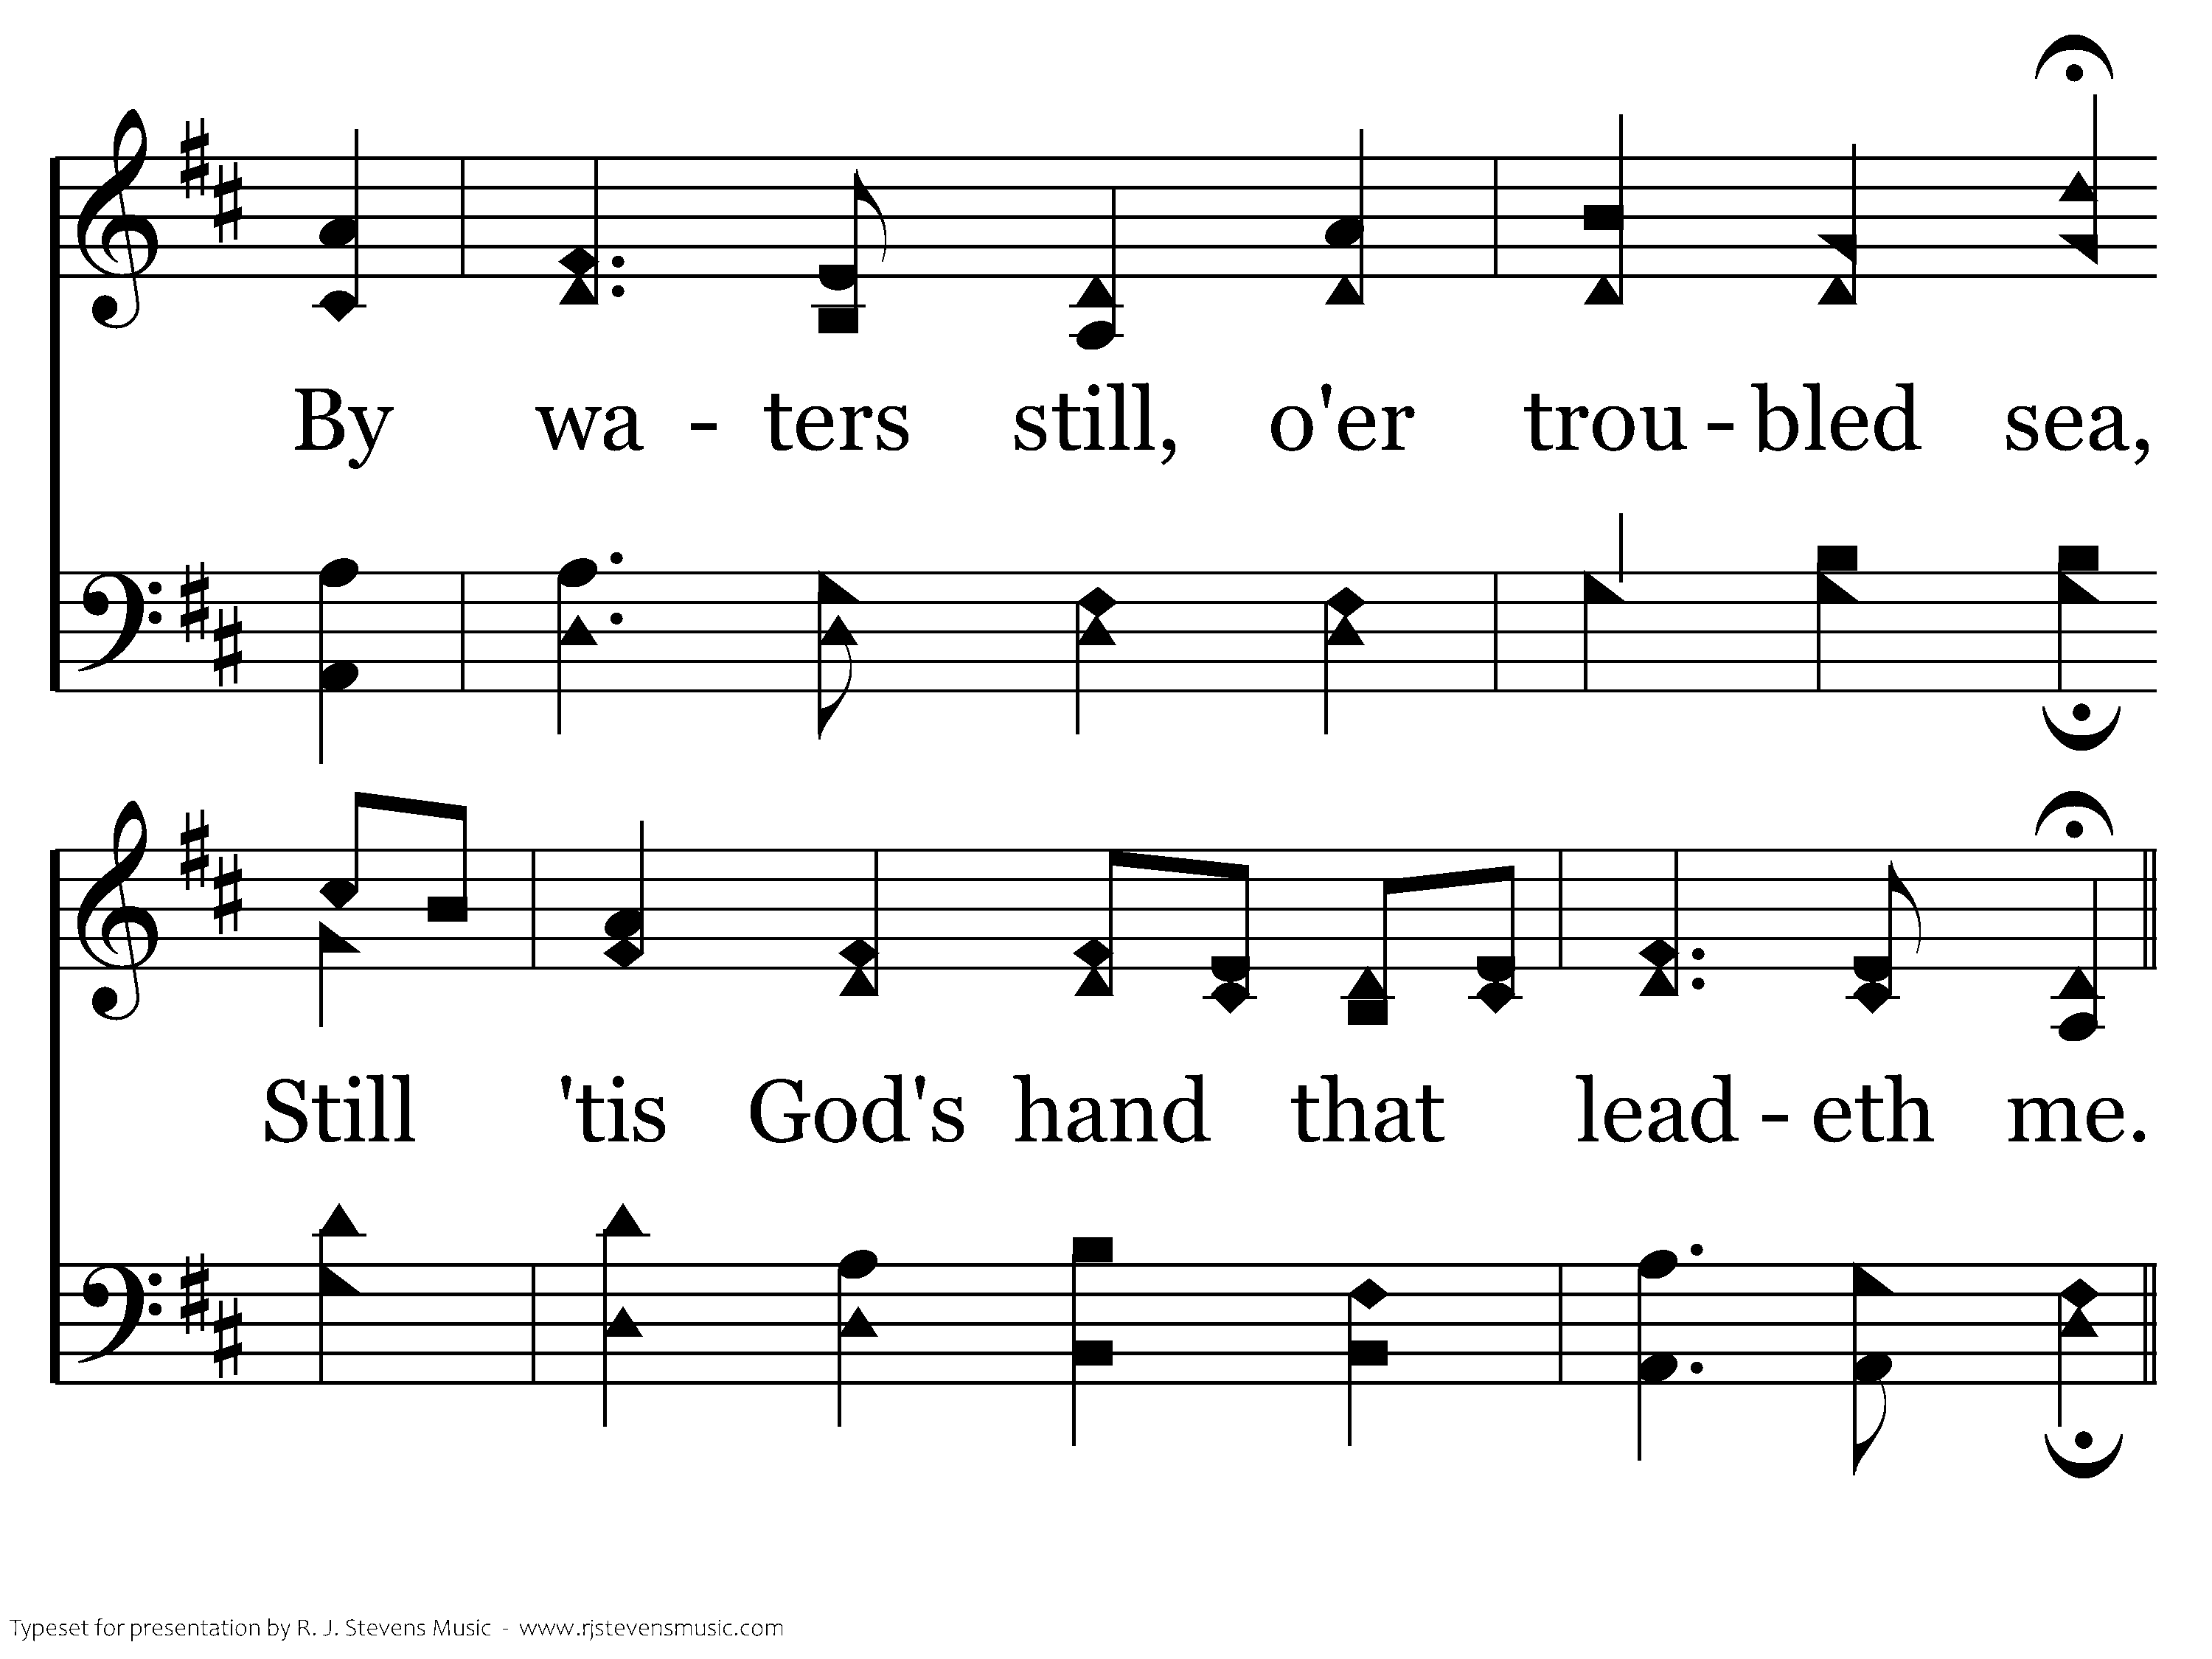 By wa - ters still, o'er trou - bled sea,
Still 'tis God's hand that lead - eth me.
Typeset for presentation by R. J. Stevens Music - www.rjstevensmusic.com